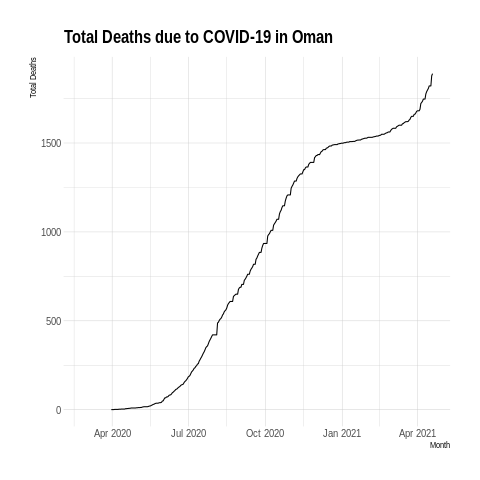 Total Deaths due to COVID-19 in Oman
Total Deaths
1500
1000
500
0
Apr 2020 Jul 2020 Oct 2020 Jan 2021 Apr 2021
Month